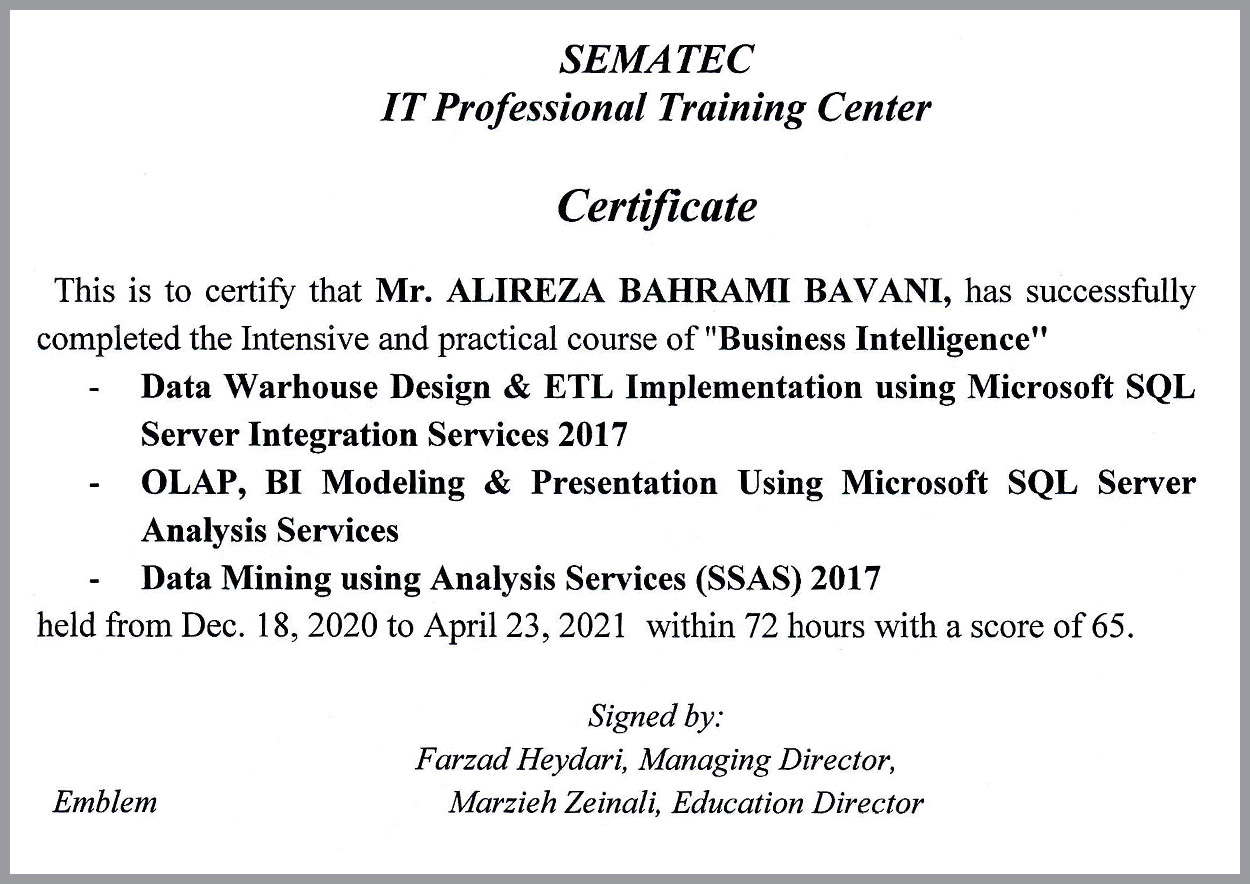 SEMATEC
IT Professional Training Center
Certificate
This is to certify that Mr. ALIREZA BAHRAMI BAVANI, has successfully
completed the Intensive and practical course of "Business Intelligence"
- Data Warhouse Design & ETL Implementation using Microsoft SQL
Server Integration Services 2017
- OLAP, BI Modeling & Presentation Using Microsoft SQL Server
Analysis Services
- Data Mining using Analysis Services (SSAS) 2017
held from Dec. 18, 2020 to April 23, 2021 within 72 hours with a score of 65.
Signed by:
Farzad Heydari, Managing Director,
Emblem Marzieh Zeinali, Education Director